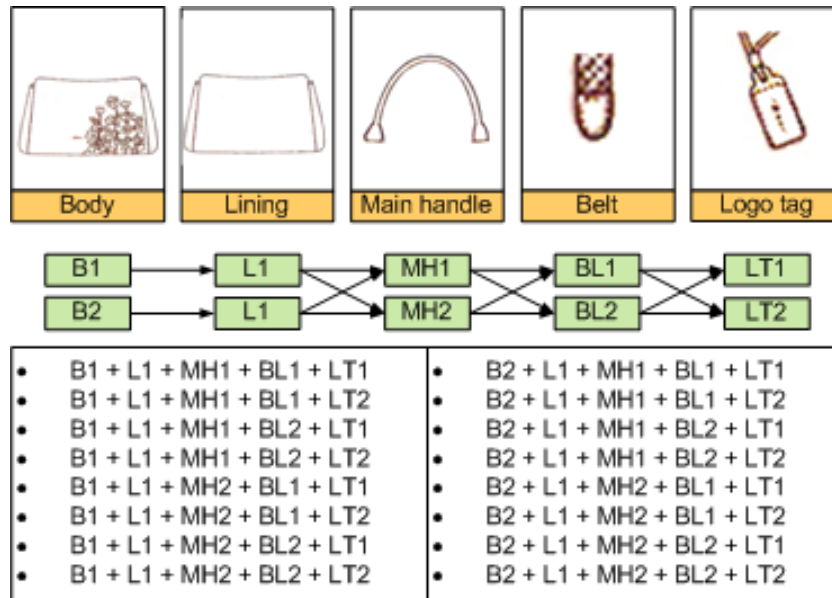 Body Lining Main handle Belt Logo tag
B1 L1 MH1 BL1 LT1
B2 L1 MH2 BL2 LT2
• B1 + L1 + MH1 + BL1 + LT1
• B1 + L1 + MH1 + BL1 + LT2
• B1 + L1 + MH1 + BL2 + LT1
• B1 + L1 + MH1 + BL2 + LT2
• B1 + L1 + MH2 + BL1 + LT1
• B1 + L1 + MH2 + BL1 + LT2
• B1 + L1 + MH2 + BL2 + LT1
• B1 + L1 + MH2 + BL2 + LT2
• B2 + L1 + MH1 + BL1 + LT1
• B2 + L1 + MH1 + BL1 + LT2
• B2 + L1 + MH1 + BL2 + LT1
• B2 + L1 + MH1 + BL2 + LT2
• B2 + L1 + MH2 + BL1 + LT1
• B2 + L1 + MH2 + BL1 + LT2
• B2 + L1 + MH2 + BL2 + LT1
• B2 + L1 + MH2 + BL2 + LT2